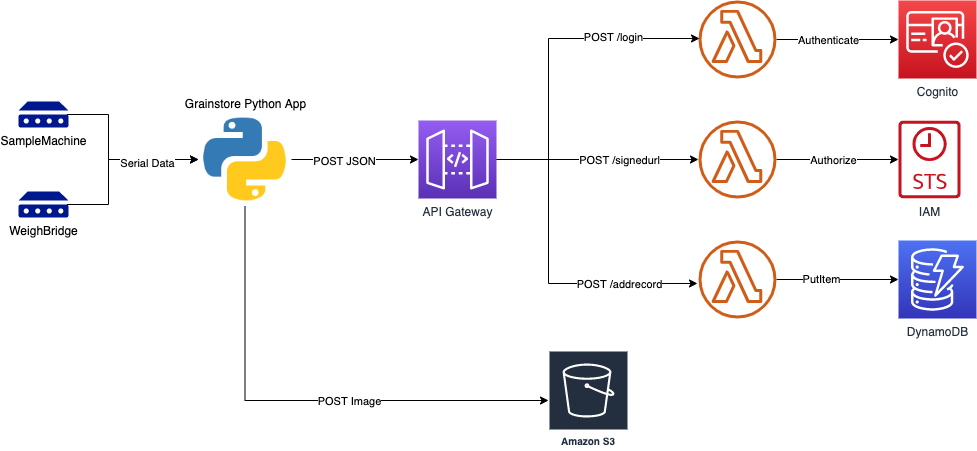 POST /login
Authenticate
Cognito
Grainstore Python App
SampleMachine
Serial Data
POST JSON
</>
API Gateway
POST /signedurl
Authorize
STS
IAM
WeighBridge
POST /addrecord
PutItem
DynamoDB
POST Image
Amazon S3